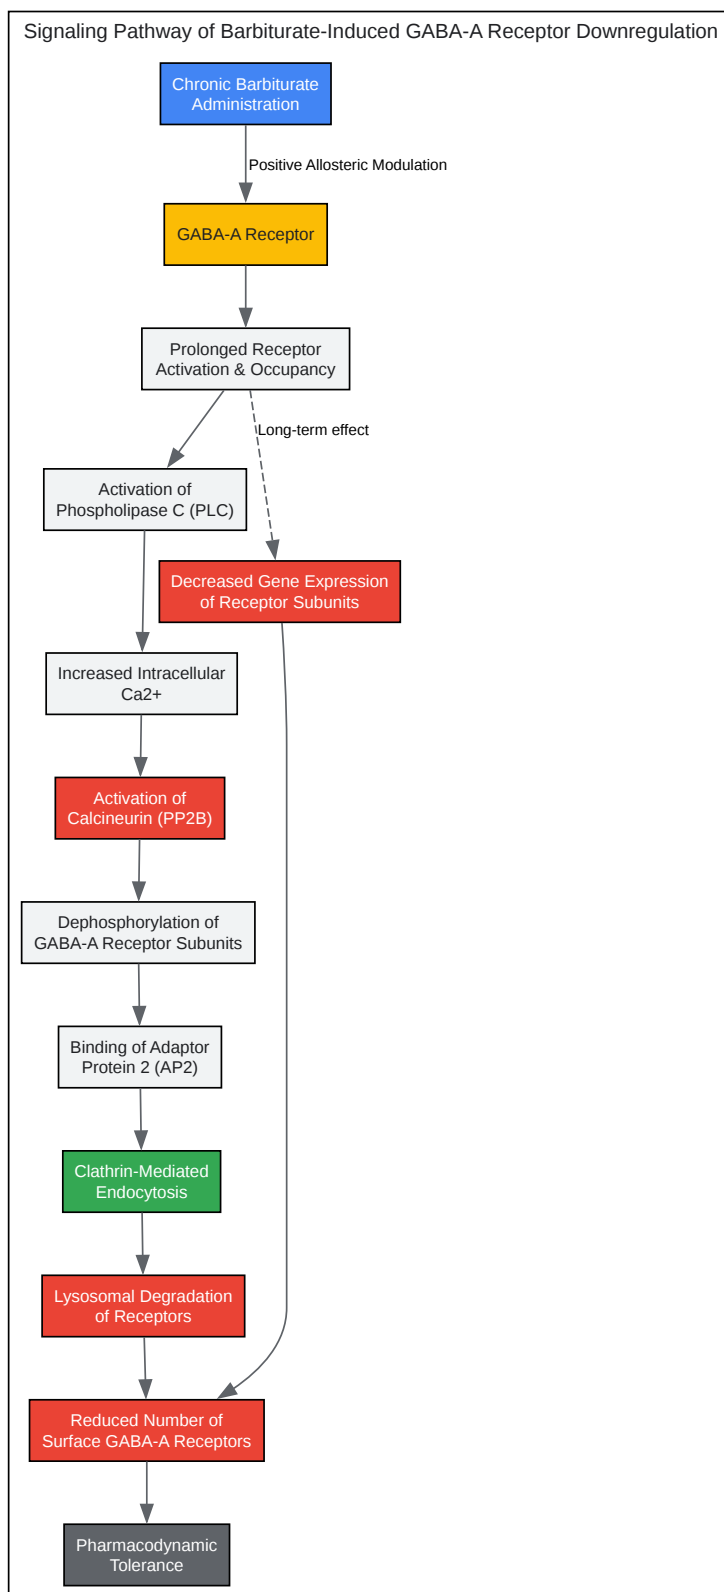 Signaling Pathway of Barbiturate-Induced GABA-A Receptor Downregulation
Chronic Barbiturate
Administration
Positive Allosteric Modulation
GABA-A Receptor
Prolonged Receptor
Activation & Occupancy
Long-term effect
Activation of
Phospholipase C (PLC)
Decreased Gene Expression
of Receptor Subunits
Increased Intracellular
Ca2+
Activation of
Calcineurin (PP2B)
Dephosphorylation of
GABA-A Receptor Subunits
Binding of Adaptor
Protein 2 (AP2)
Clathrin-Mediated
Endocytosis
Lysosomal Degradation
of Receptors
Reduced Number of
Surface GABA-A Receptors
Pharmacodynamic
Tolerance